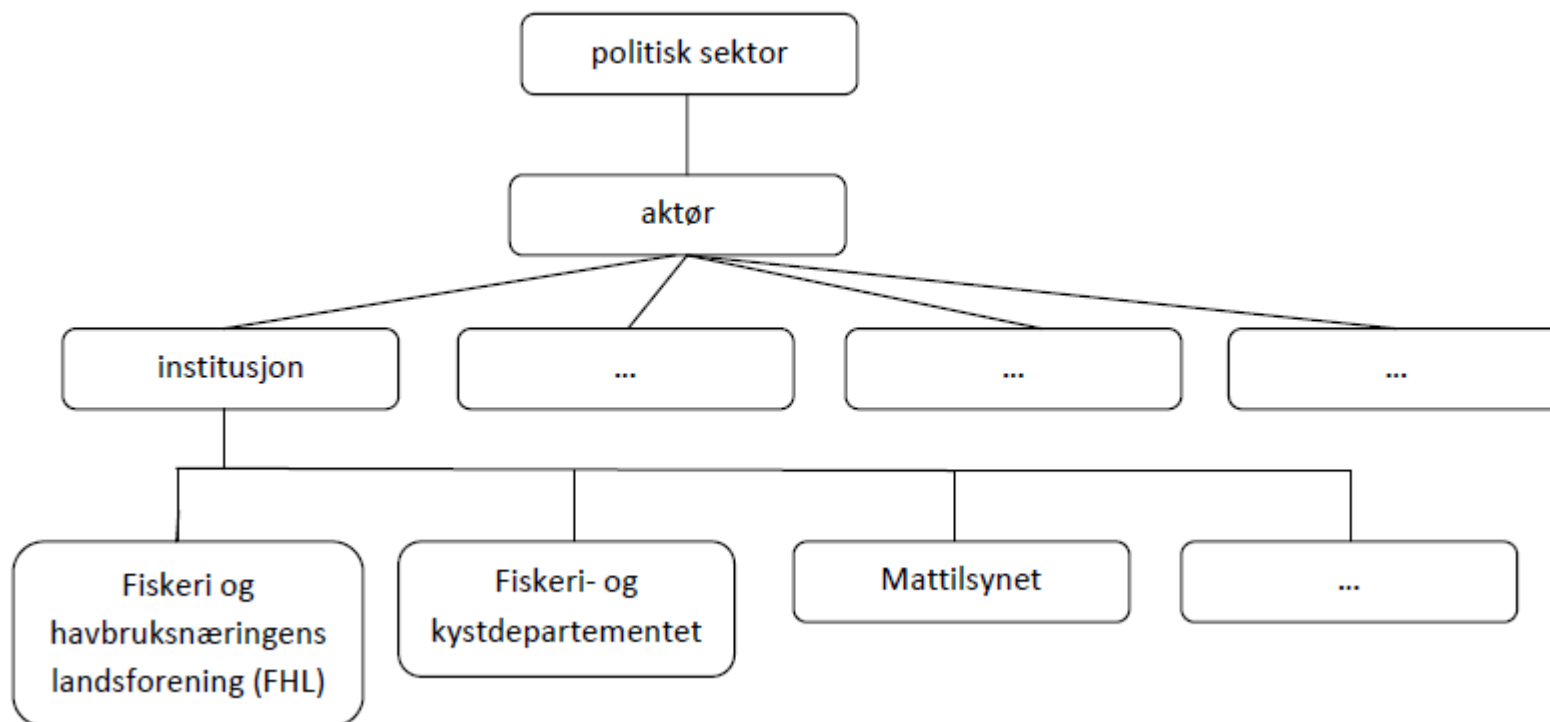 politisk sektor
aktør
institusjon
...
...
...
Fiskeri og
havbruksnæringens
landsforening (FHL)
Fiskeri- og
kystdepartementet
Mattilsynet
...